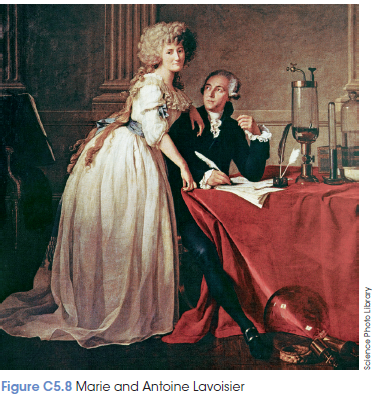 Science Photo Library
Figure C5.8 Marie and Antoine Lavoisier